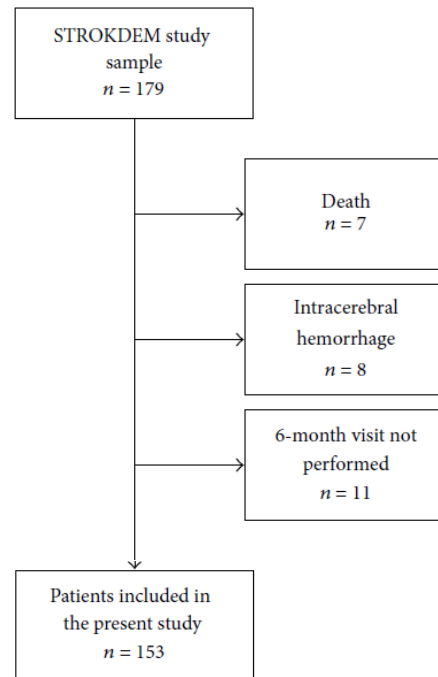 STROKDEM study
sample
n = 179
Death
n = 7
Intracerebral
hemorrhage
n = 8
6-month visit not
performed
n = 11
Patients included in
the present study
n = 153